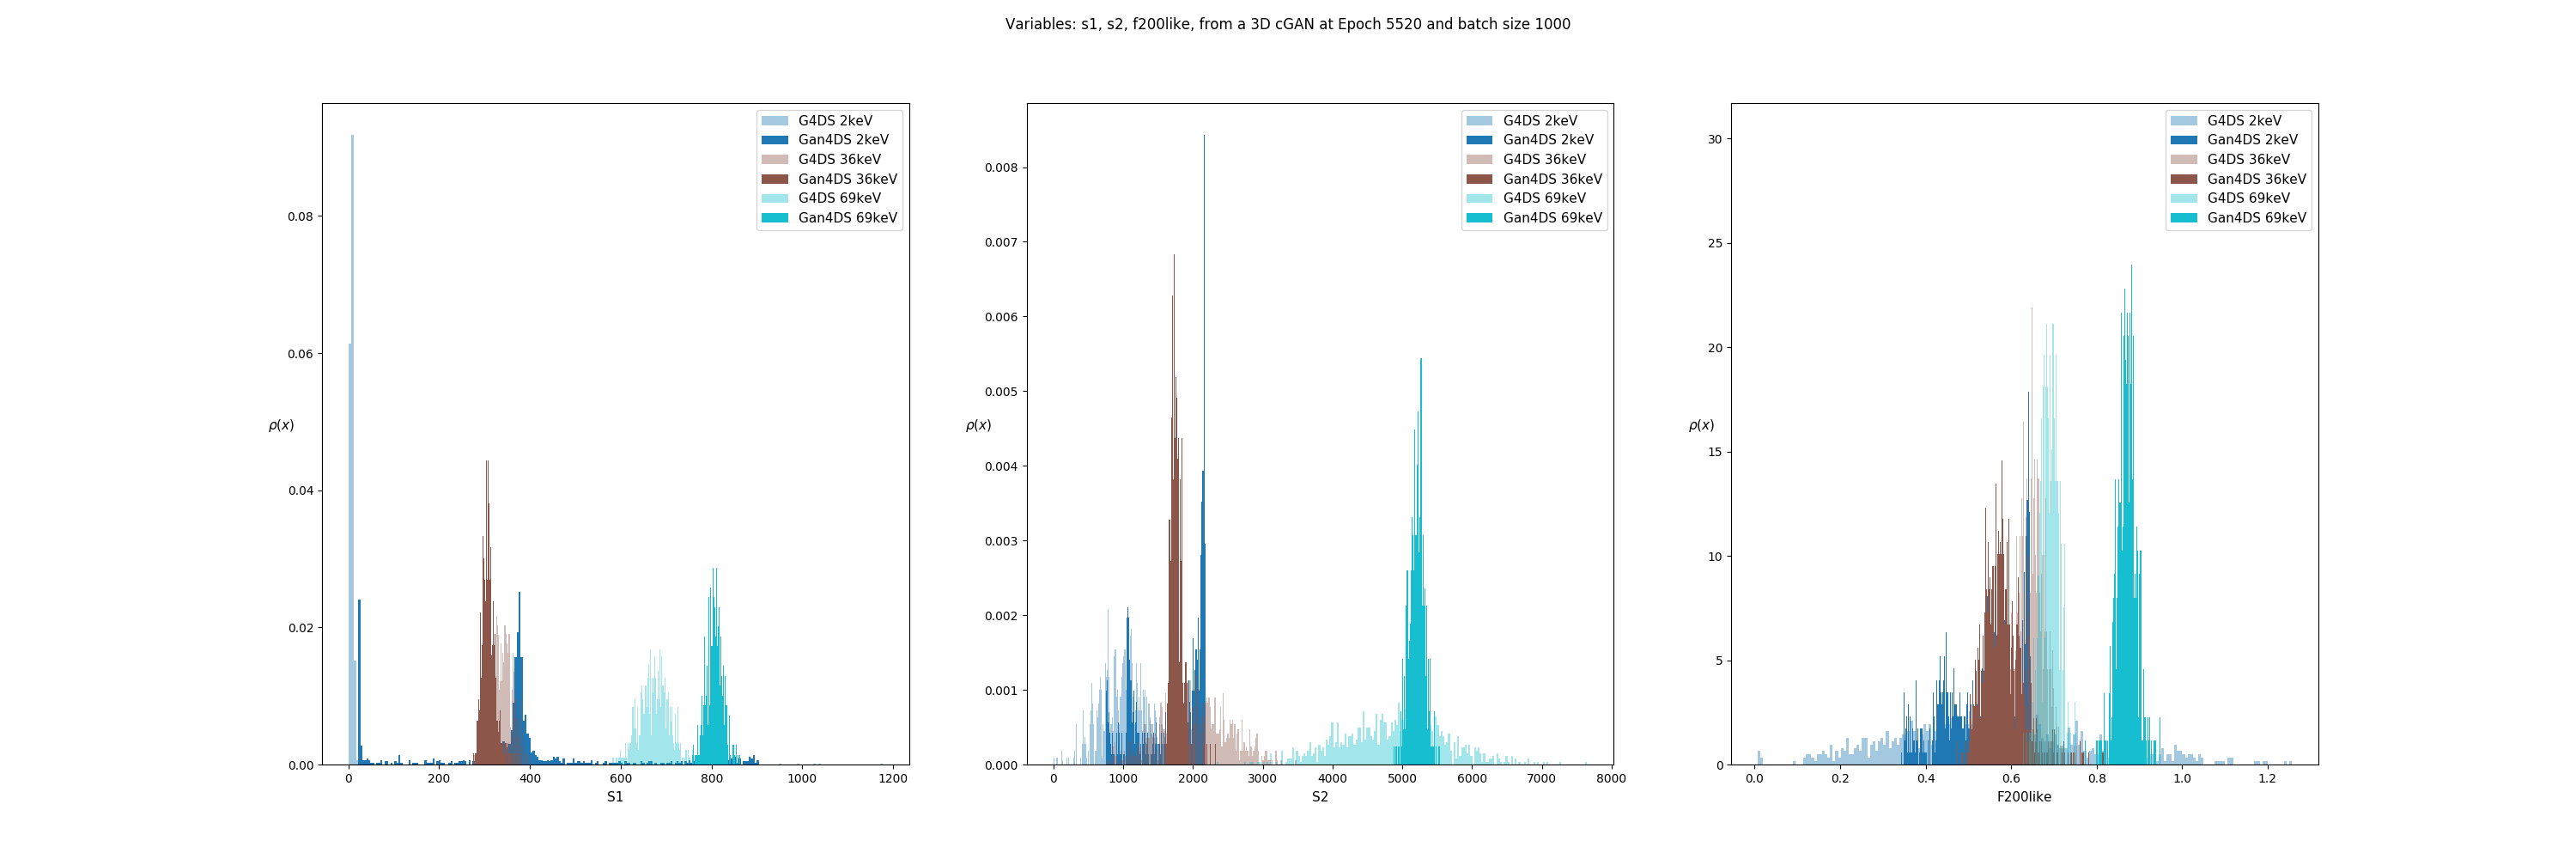 Variables: s1, s2, f200like, from a 3D cGAN at Epoch 5520 and batch size 1000
G4DS 2keV
Gan4DS 2keV
G4DS 36keV
Gan4DS 36keV
G4DS 69keV
Gan4DS 69keV
0.08
0.06
ρ(x)
0.04
0.02
0.00
0 200 400 600 800 1000 1200
S1
G4DS 2keV
Gan4DS 2keV
G4DS 36keV
Gan4DS 36keV
G4DS 69keV
Gan4DS 69keV
0.008
0.007
0.006
0.005
ρ(x)
0.004
0.003
0.002
0.001
0.000
0 1000 2000 3000 4000 5000 6000 7000 8000
S2
G4DS 2keV
Gan4DS 2keV
G4DS 36keV
Gan4DS 36keV
G4DS 69keV
Gan4DS 69keV
30
25
20
ρ(x)
15
10
5
0
0.0 0.2 0.4 0.6 0.8 1.0 1.2
F200like